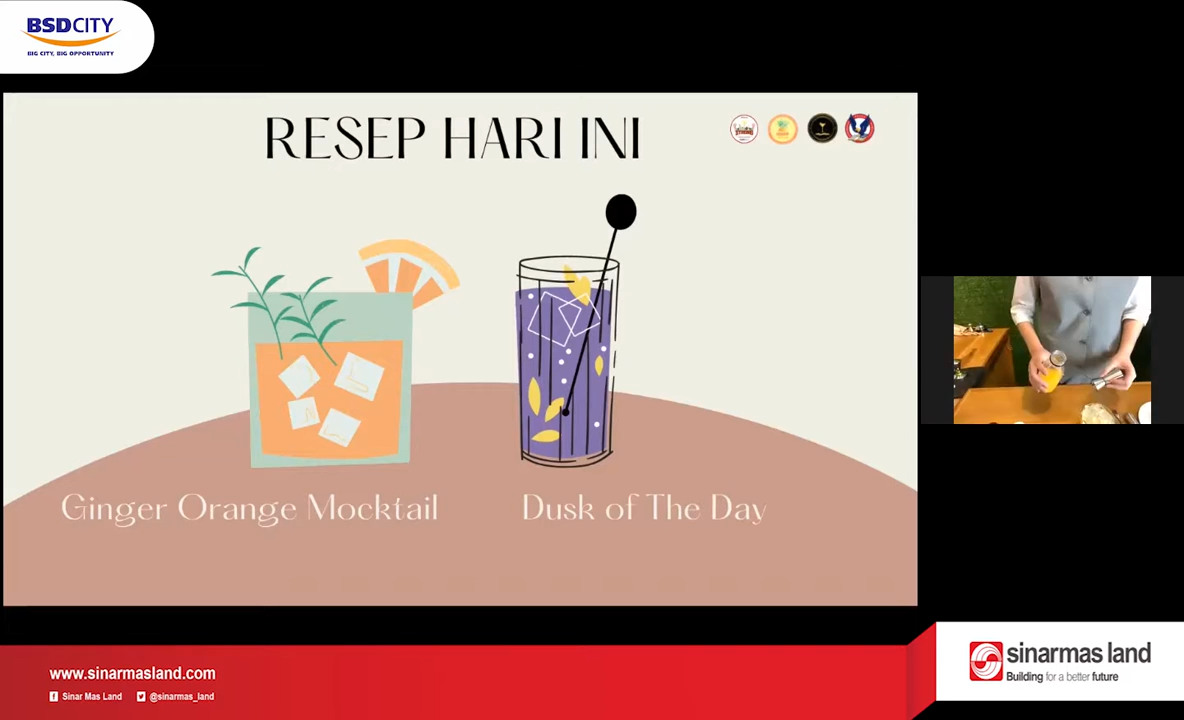 BSDCITY
BIG CITY, BIG OPPORTUNITY
RESEP HARI INI
Ginger Orange Mocktail
Dusk of The Day
www.sinarmasland.com
Sinar Mas Land
@sinarmas_land
sinarmas land
Building for a better future